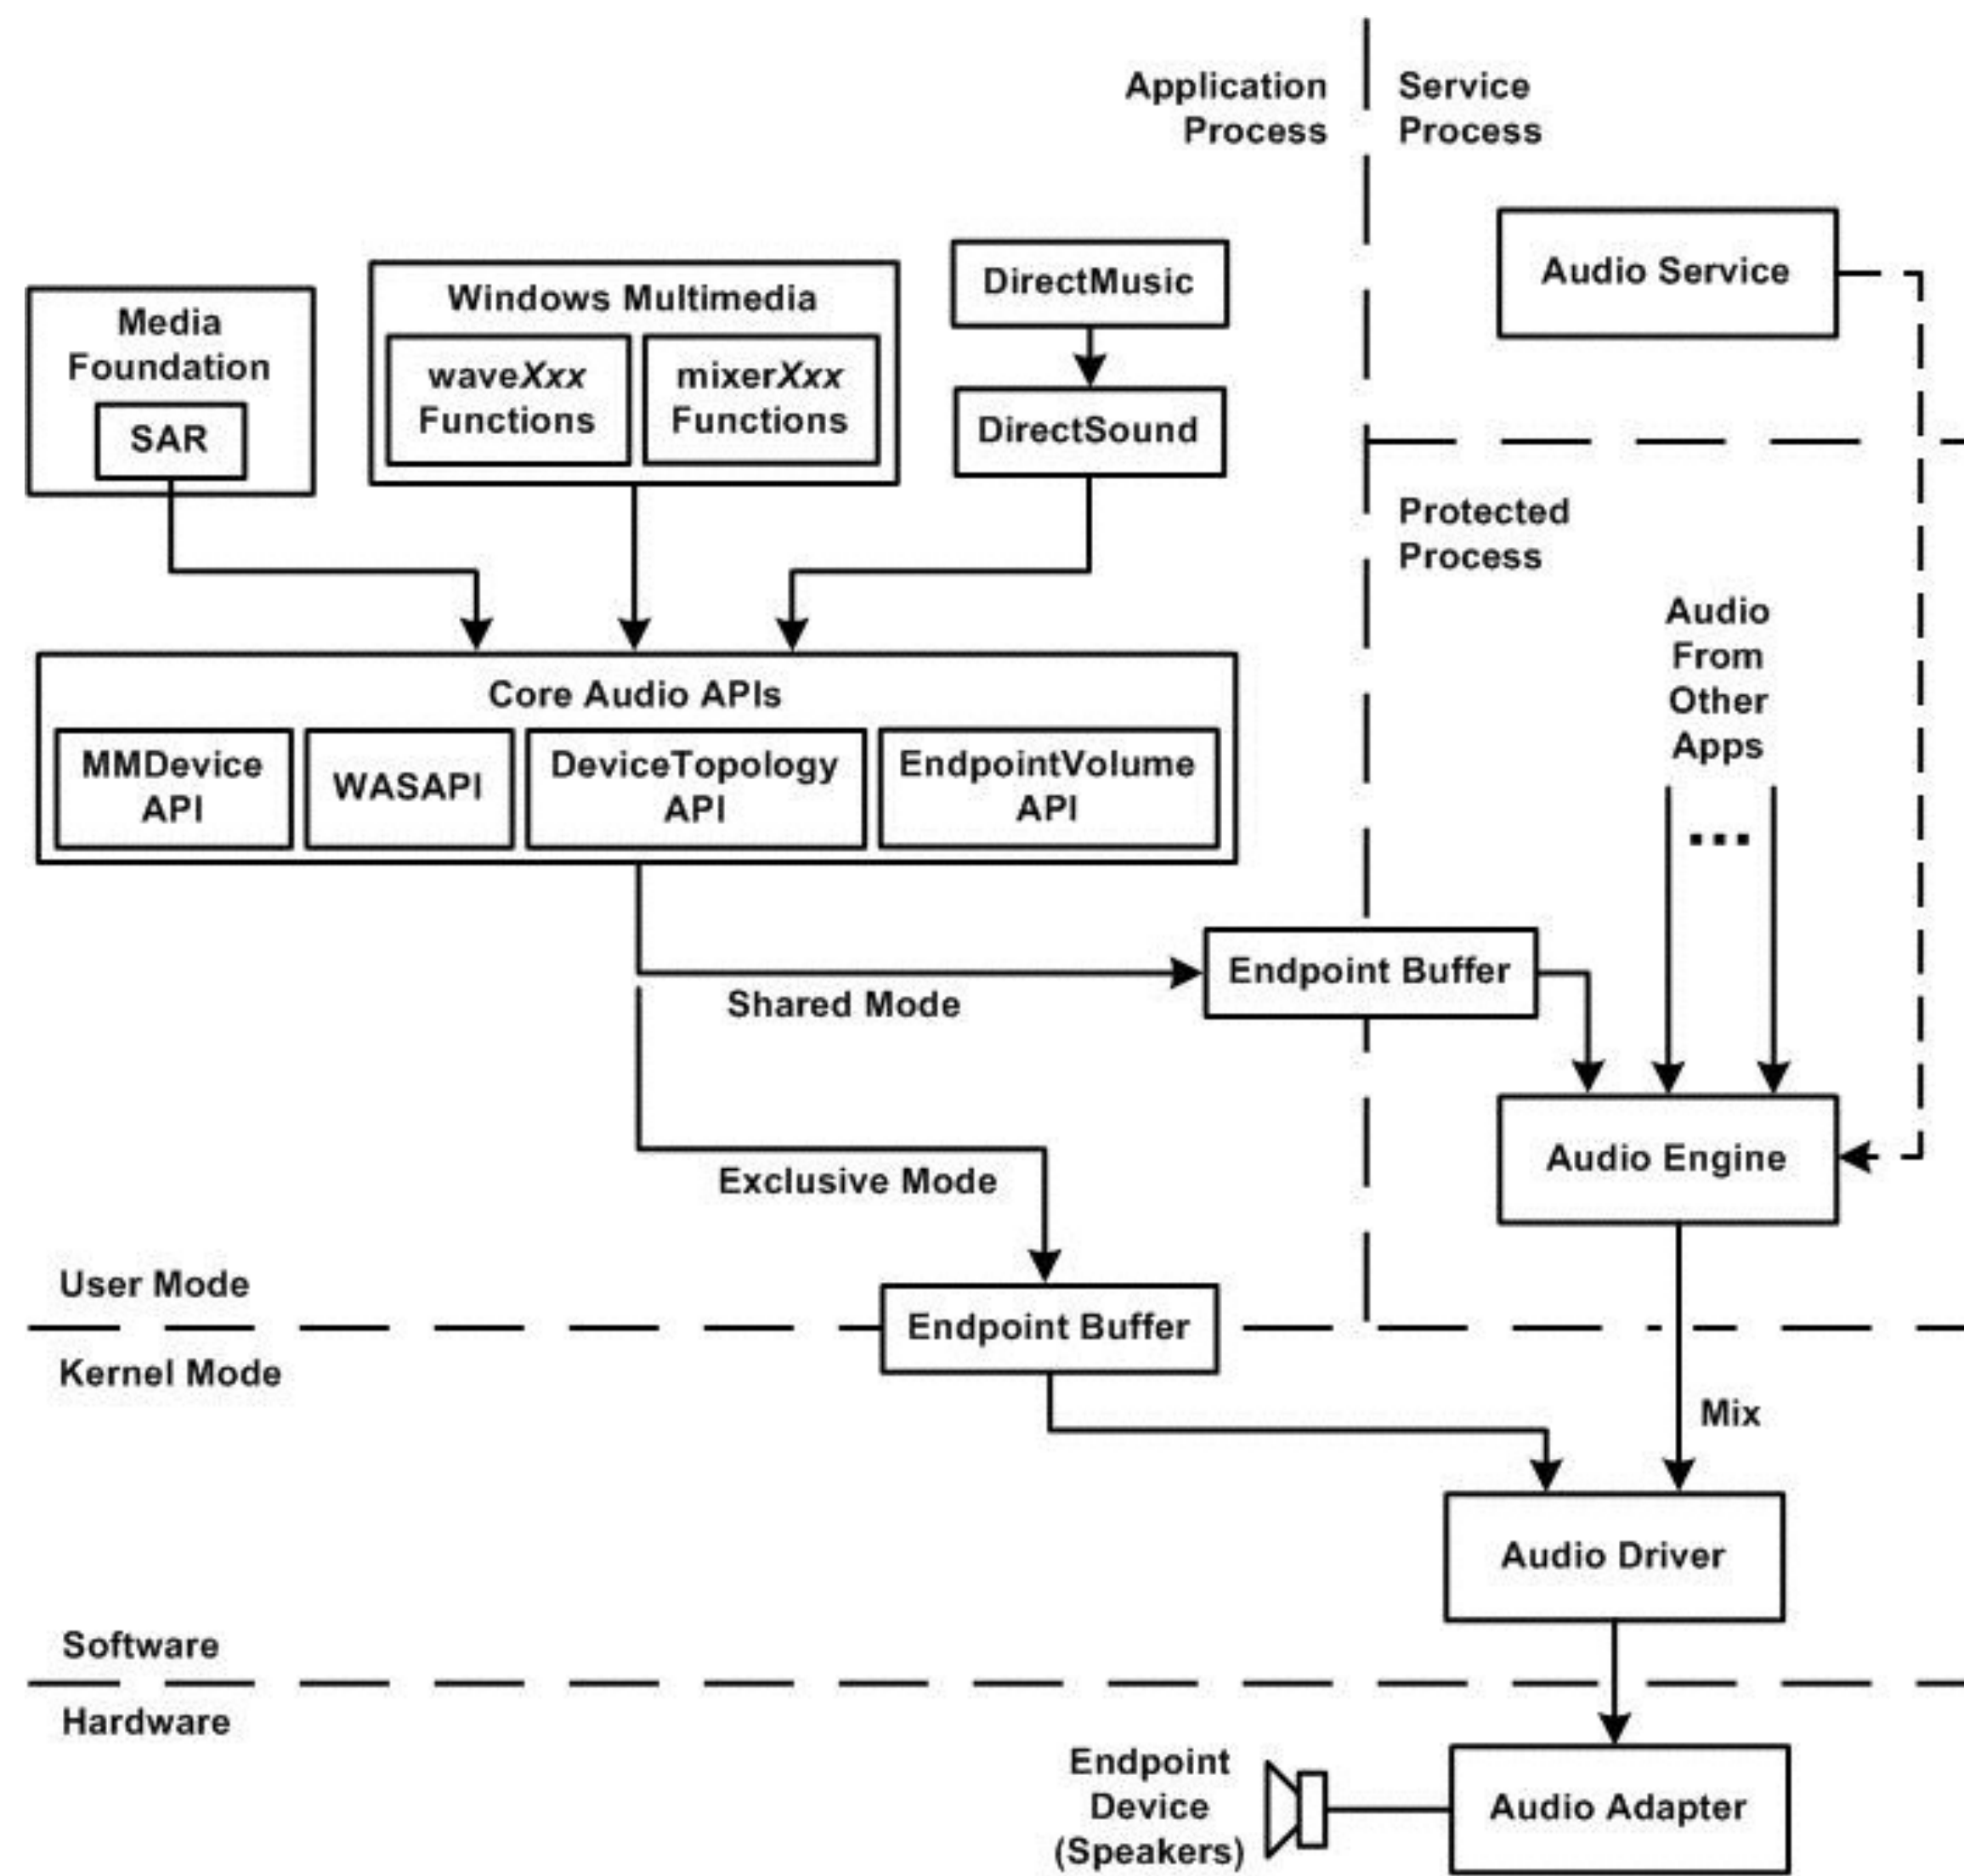 Application
Process
Service
Process
Audio Service
DirectMusic
Windows Multimedia
Media
Foundation
waveXxx
Functions
mixerXxx
Functions
SAR
DirectSound
Protected
Process
Audio
From
Other
Apps
...
Core Audio APIs
MMDevice
API
WASAPI
DeviceTopology
API
EndpointVolume
API
Endpoint Buffer
Shared Mode
Audio Engine
Exclusive Mode
User Mode
Endpoint Buffer
Kernel Mode
Mix
Audio Driver
Software
Hardware
Endpoint
Device
(Speakers)
Audio Adapter